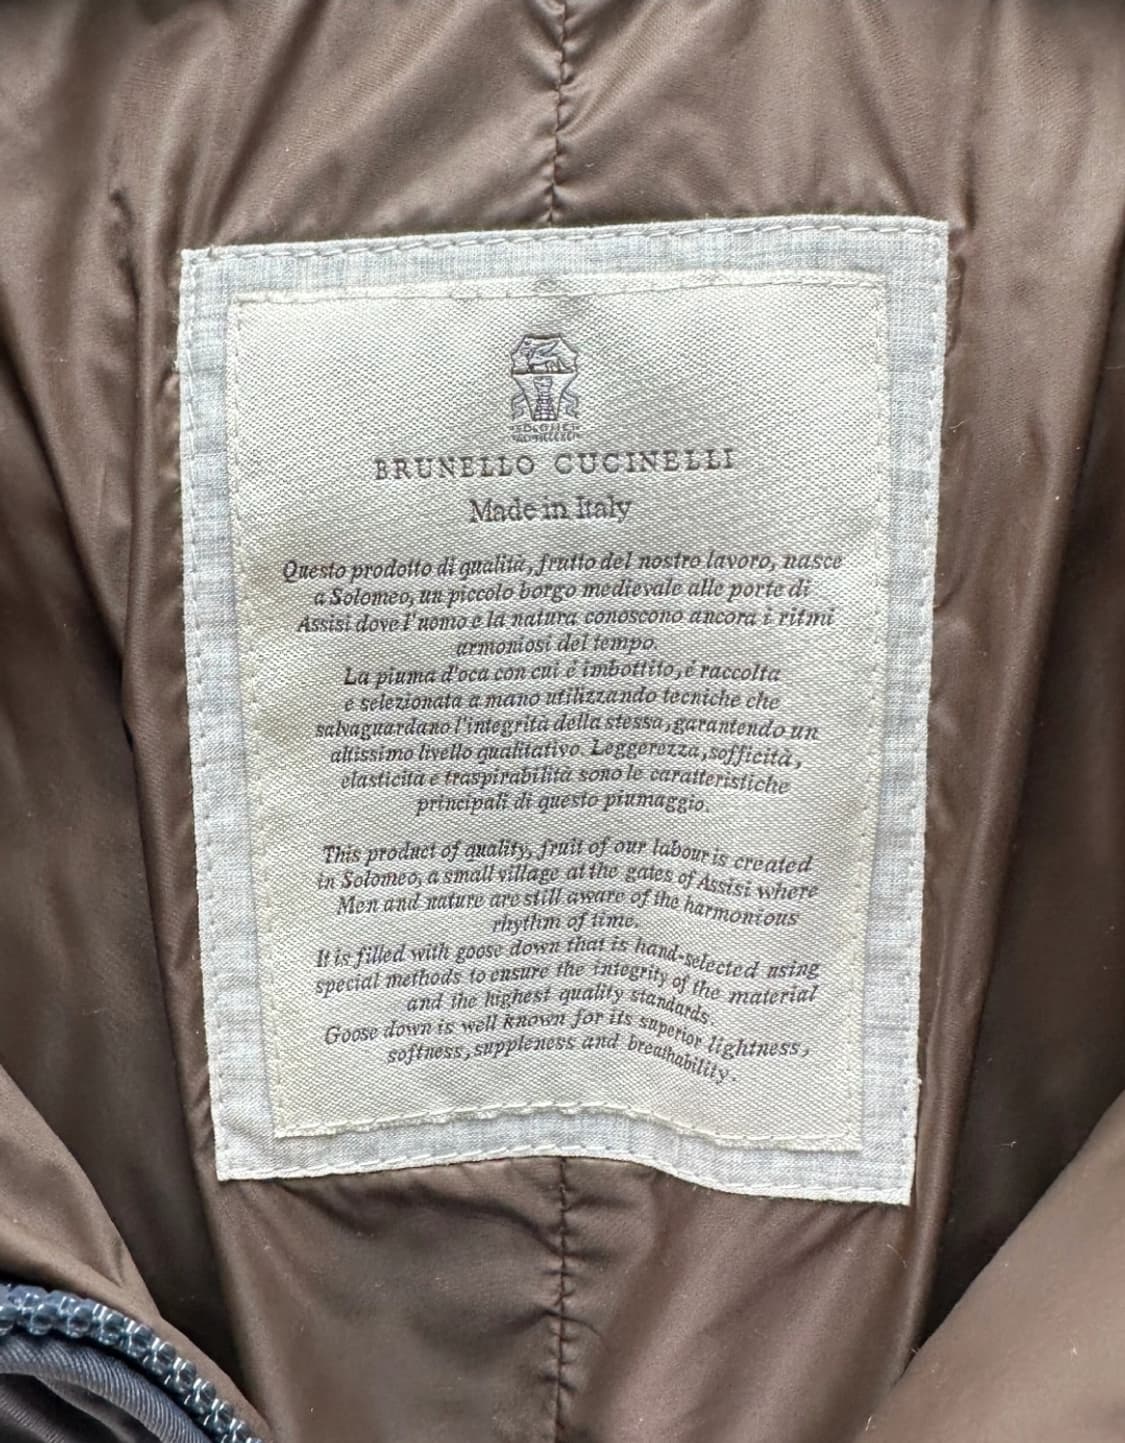 BRUNELLO CUCINELLI
Made in Italy
Questo prodotto di qualità, frutto del nostro lavoro, nasce
a Solomeo, un piccolo borgo medievale alle porte di
Assisi dove l'uomo e la natura conoscono ancora i ritmi
armoniosi del tempo.
La piuma d'oca con cui é imbottito, é raccolta
e selezionata a mano utilizzando tecniche che
salvaguardano l'integrità della stessa, garantendo un
altissimo livello qualitativo. Leggerezza, sofficità,
elasticità e traspirabilità sono le caratteristiche
principali di questo piumaggio.
This product of quality, fruit of our labour is created
in Solomeo, a small village at the gates of Assisi where
Men and nature are still aware of the harmonious
rhythm of time.
It is filled with goose down that is hand-selected using
special methods to ensure the integrity of the material
and the highest quality standards.
Goose down is well known for its superior lightness,
softness, suppleness and breathability.